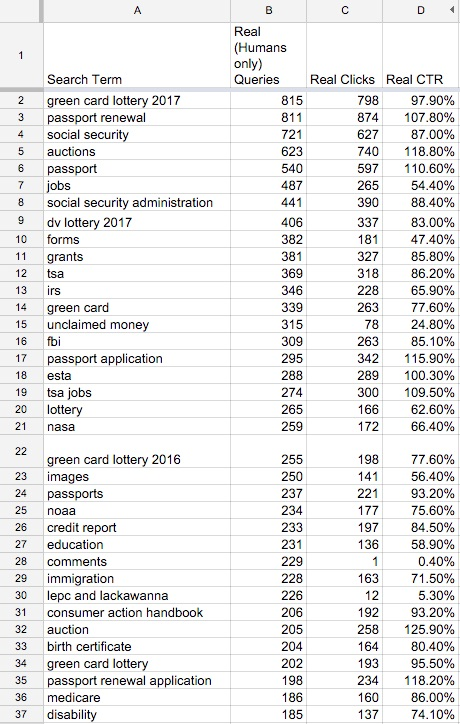 A B C D
1 Search Term Real (Humans only) Queries Real Clicks Real CTR
2 green card lottery 2017 815 798 97.90%
3 passport renewal 811 874 107.80%
4 social security 721 627 87.00%
5 auctions 623 740 118.80%
6 passport 540 597 110.60%
7 jobs 487 265 54.40%
8 social security administration 441 390 88.40%
9 dv lottery 2017 406 337 83.00%
10 forms 382 181 47.40%
11 grants 381 327 85.80%
12 tsa 369 318 86.20%
13 irs 346 228 65.90%
14 green card 339 263 77.60%
15 unclaimed money 315 78 24.80%
16 fbi 309 263 85.10%
17 passport application 295 342 115.90%
18 esta 288 289 100.30%
19 tsa jobs 274 300 109.50%
20 lottery 265 166 62.60%
21 nasa 259 172 66.40%
22 green card lottery 2016 255 198 77.60%
23 images 250 141 56.40%
24 passports 237 221 93.20%
25 noaa 234 177 75.60%
26 credit report 233 197 84.50%
27 education 231 136 58.90%
28 comments 229 1 0.40%
29 immigration 228 163 71.50%
30 lepc and lackawanna 226 12 5.30%
31 consumer action handbook 206 192 93.20%
32 auction 205 258 125.90%
33 birth certificate 204 164 80.40%
34 green card lottery 202 193 95.50%
35 passport renewal application 198 234 118.20%
36 medicare 186 160 86.00%
37 disability 185 137 74.10%